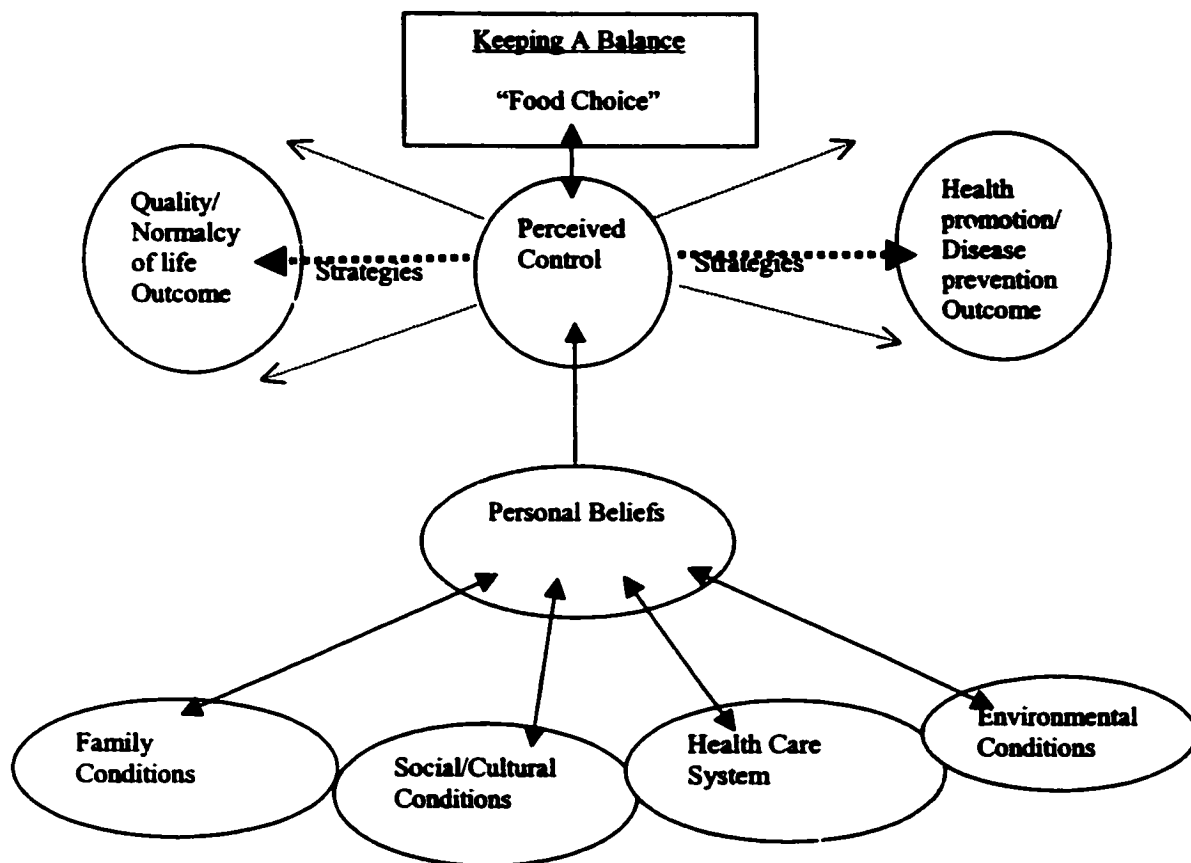 Keeping A Balance
“Food Choice”
Quality/
Normalcy
of life
Outcome
Strategies
Perceived
Control
Strategies
Health
promotion/
Disease
prevention
Outcome
Personal Beliefs
Family
Conditions
Social/Cultural
Conditions
Health Care
System
Environmental
Conditions